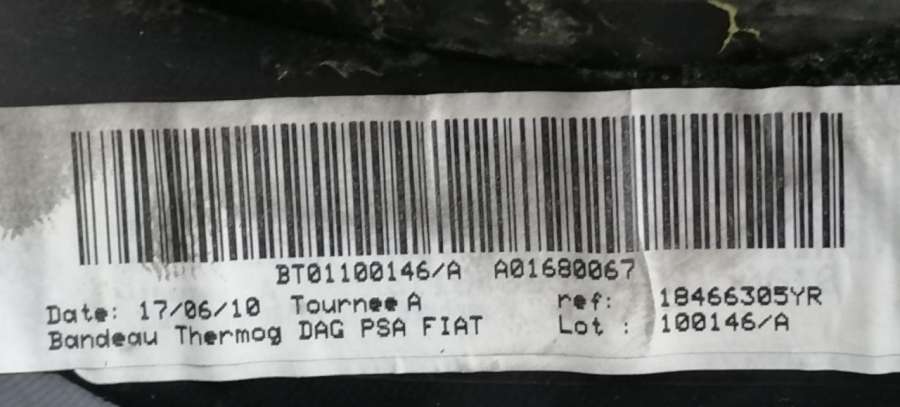 BT01100146/A A01680067
Date: 17/06/10 Tournee A ref: 18466305YR
Bandeau Thermog DAG PSA FIAT Lot : 100146/A